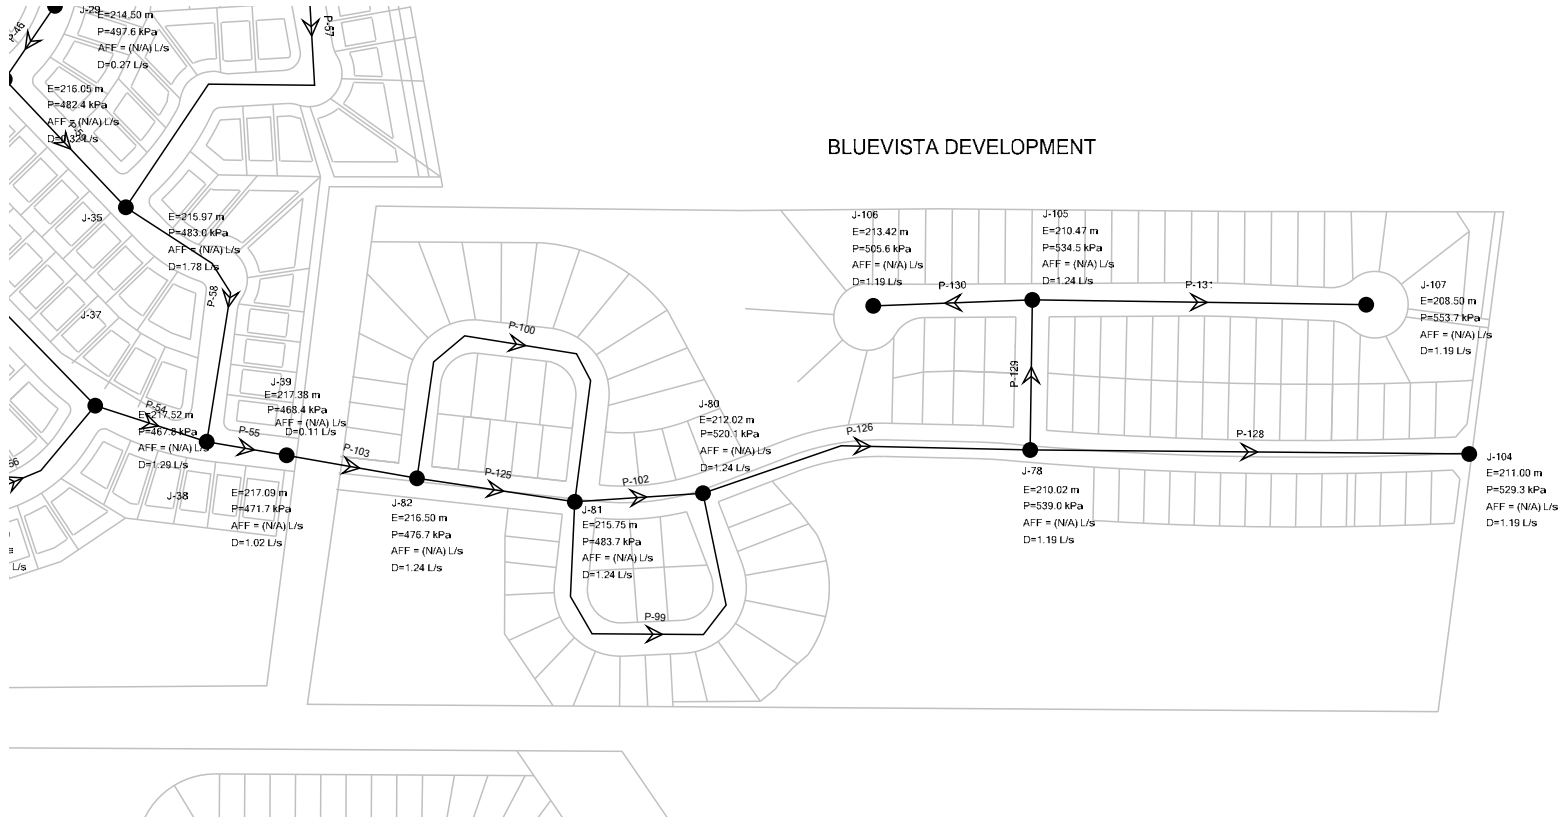 J-29
E=214.50 m
P=497.6 kPa
AFF = (N/A) L/s
D=0.27 L/s
P-46
P-57
E=216.05 m
P=482.4 kPa
AFF = (N/A) L/s
D=0.32 L/s
BLUEVISTA DEVELOPMENT
J-35
E=215.97 m
P=483.0 kPa
AFF = (N/A) L/s
D=1.78 L/s
P-58
J-37
J-106
E=213.42 m
P=505.6 kPa
AFF = (N/A) L/s
D=1.19 L/s
J-105
E=210.47 m
P=534.5 kPa
AFF = (N/A) L/s
D=1.24 L/s
P-130
P-131
J-107
E=208.50 m
P=553.7 kPa
AFF = (N/A) L/s
D=1.19 L/s
P-100
P-129
J-39
E=217.38 m
P=468.4 kPa
AFF = (N/A) L/s
D=0.11 L/s
P-54
E=217.52 m
P=467.8 kPa
AFF = (N/A) L/s
D=1.29 L/s
P-55
P-103
J-80
E=212.02 m
P=520.1 kPa
AFF = (N/A) L/s
D=1.24 L/s
P-126
P-128
P-125
P-102
J-38
E=217.09 m
P=471.7 kPa
AFF = (N/A) L/s
D=1.02 L/s
J-82
E=216.50 m
P=476.7 kPa
AFF = (N/A) L/s
D=1.24 L/s
J-81
E=215.75 m
P=483.7 kPa
AFF = (N/A) L/s
D=1.24 L/s
J-78
E=210.02 m
P=539.0 kPa
AFF = (N/A) L/s
D=1.19 L/s
J-104
E=211.00 m
P=529.3 kPa
AFF = (N/A) L/s
D=1.19 L/s
L/s
P-99